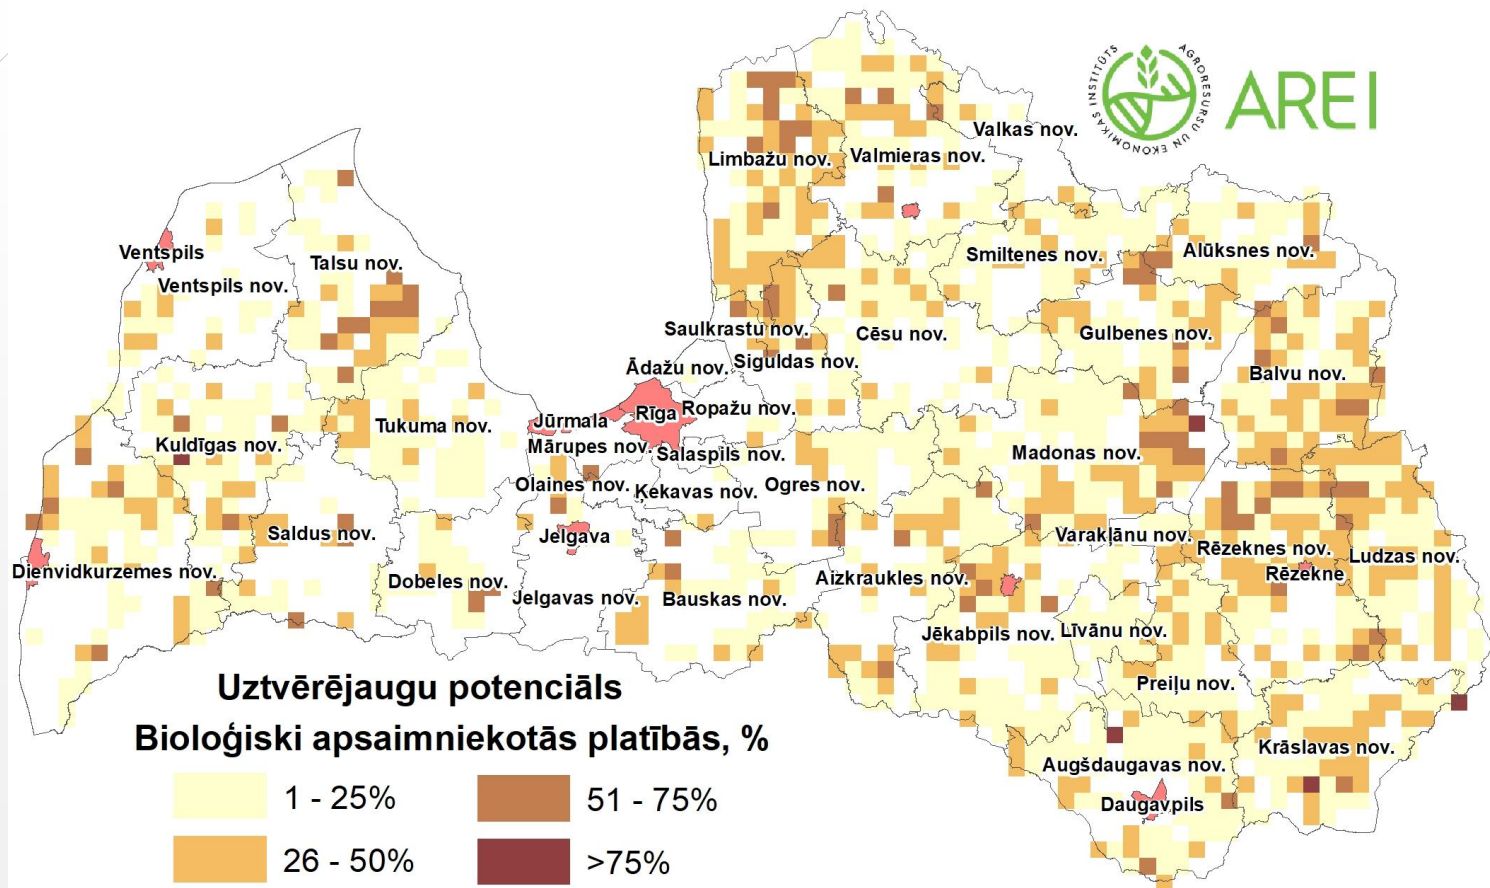 AGRORESURSU UN EKONOMIKAS INSTITŪTS
AREI
Valkas nov.
Limbažu nov.
Valmieras nov.
Ventspils
Talsu nov.
Smiltenes nov.
Alūksnes nov.
Ventspils nov.
Saulkrastu nov.
Cēsu nov.
Gulbenes nov.
Ādažu nov.
Siguldas nov.
Balvu nov.
Jūrmala
Rīga
Ropažu nov.
Tukuma nov.
Kuldīgas nov.
Mārupes nov.
Salaspils nov.
Madonas nov.
Olaines nov.
Ķekavas nov.
Ogres nov.
Saldus nov.
Jelgava
Varakļānu nov.
Rēzeknes nov.
Ludzas nov.
Dienvidkurzemes nov.
Dobeles nov.
Aizkraukles nov.
Rēzekne
Jelgavas nov.
Bauskas nov.
Jēkabpils nov.
Līvānu nov.
Preiļu nov.
Krāslavas nov.
Augšdaugavas nov.
Daugavpils
Uztvērējaugu potenciāls
Bioloģiski apsaimniekotās platībās, %
1 - 25%
51 - 75%
26 - 50%
>75%